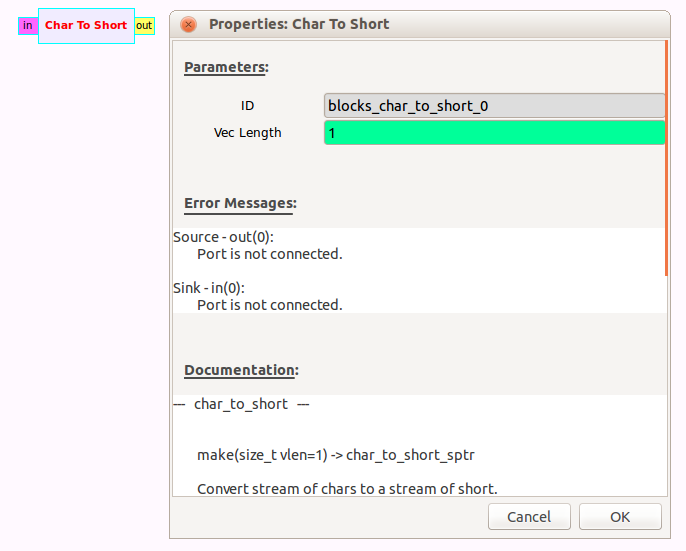 in Char To Short out
Properties: Char To Short
Parameters:
ID blocks_char_to_short_0
Vec Length 1
Error Messages:
Source - out(0):
Port is not connected.
Sink - in(0):
Port is not connected.
Documentation:
--- char_to_short ---
make(size_t vlen=1) -> char_to_short_sptr
Convert stream of chars to a stream of short.
Cancel OK